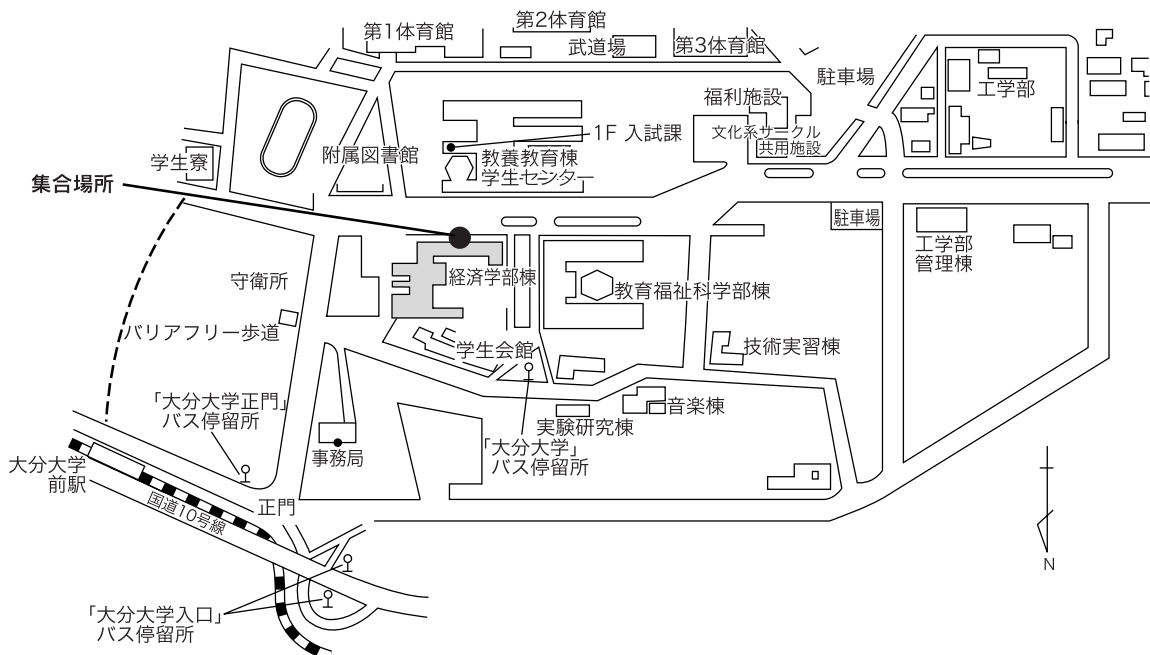 第1体育館
第2体育館
武道場
第3体育館
駐車場
福利施設
工学部
文化系サークル
共用施設
1F 入試課
教養教育棟
学生センター
附属図書館
学生寮
集合場所
駐車場
工学部
管理棟
守衛所
経済学部棟
教育福祉科学部棟
バリアフリー歩道
学生会館
技術実習棟
「大分大学正門」
バス停留所
音楽棟
実験研究棟
「大分大学」
バス停留所
事務局
大分大学
前駅
国道10号線
正門
「大分大学入口」
バス停留所
N